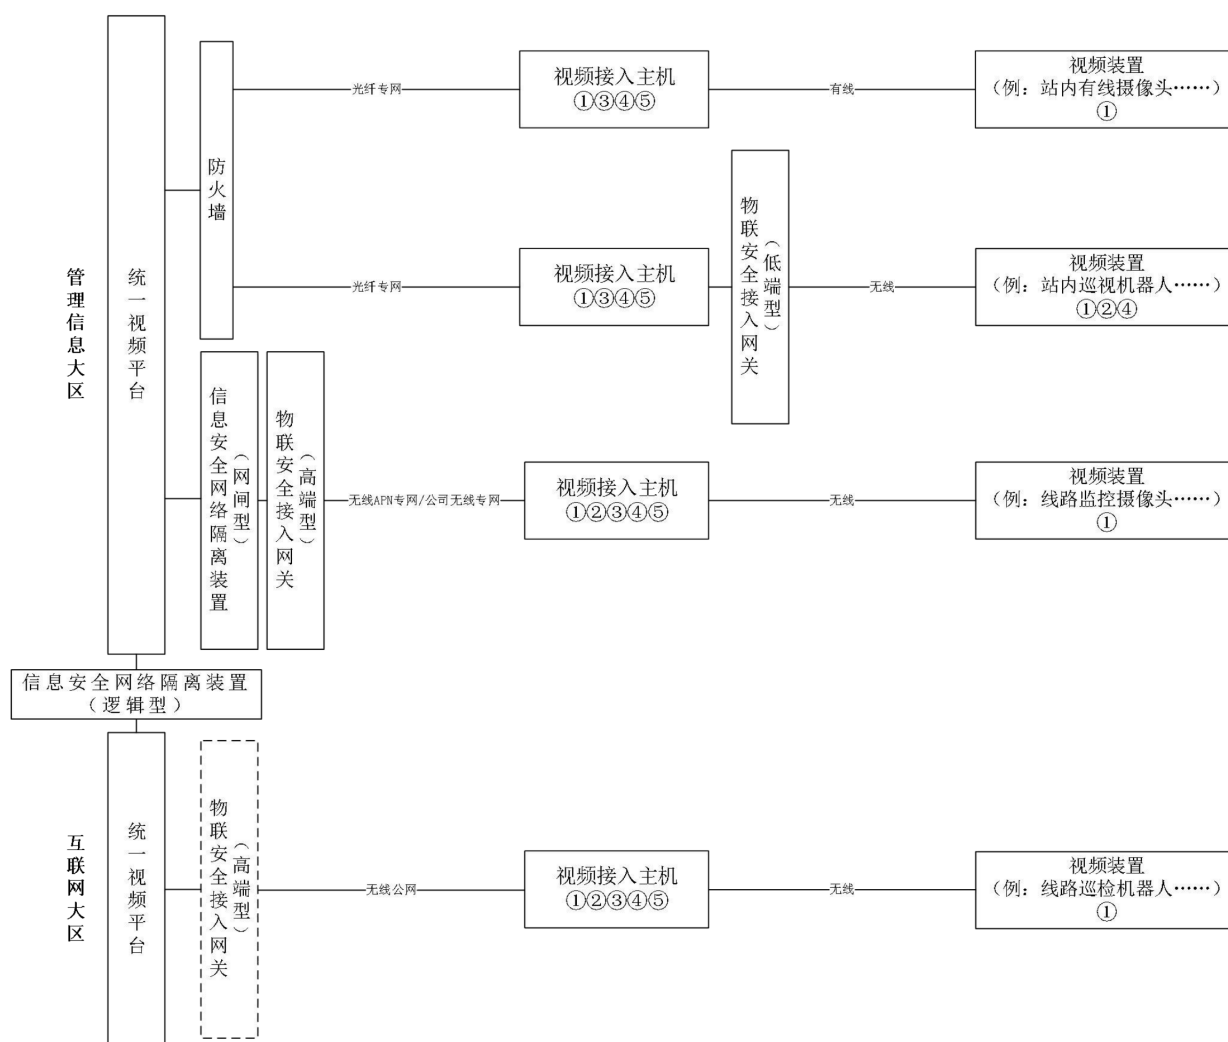 管理信息大区
统一视频平台
防火墙
光纤专网
视频接入主机
①③④⑤
有线
视频装置
（例：站内有线摄像头……）
①
光纤专网
视频接入主机
①③④⑤
物联安全接入网关
（低端型）
无线
视频装置
（例：站内巡视机器人……）
①②④
信息安全网络隔离装置
（网闸型）
物联安全接入网关
（高端型）
无线APN专网/公司无线专网
视频接入主机
①②③④⑤
无线
视频装置
（例：线路监控摄像头……）
①
信息安全网络隔离装置
（逻辑型）
互联网大区
统一视频平台
物联安全接入网关
（高端型）
无线公网
视频接入主机
①②③④⑤
无线
视频装置
（例：线路巡检机器人……）
①